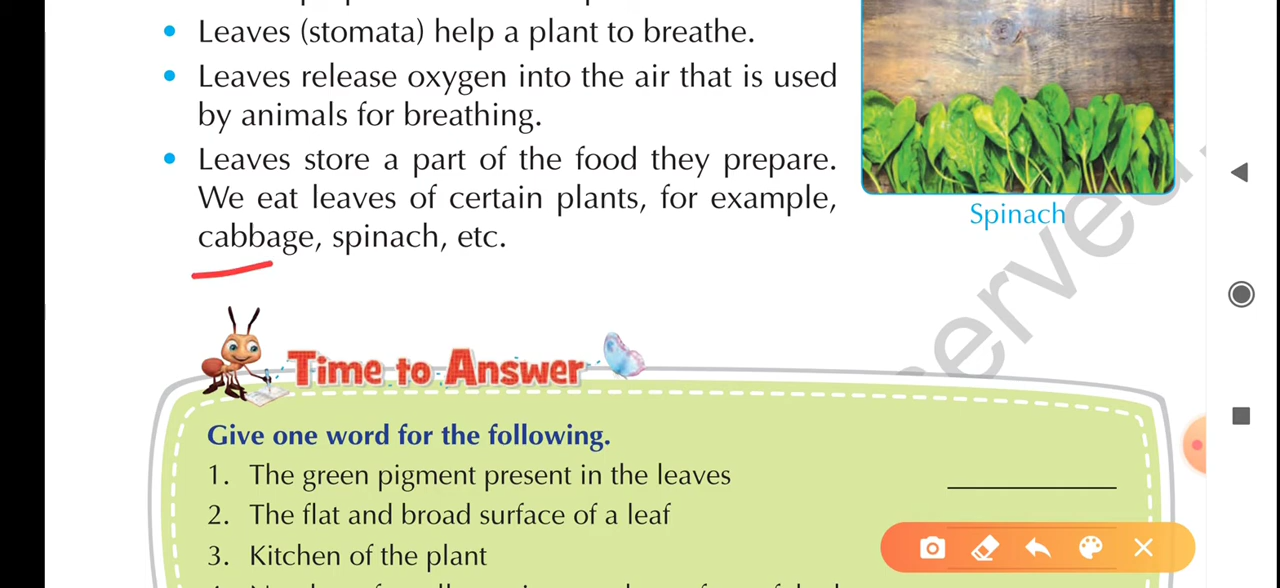 • Leaves (stomata) help a plant to breathe.
• Leaves release oxygen into the air that is used
by animals for breathing.
• Leaves store a part of the food they prepare.
We eat leaves of certain plants, for example,
cabbage, spinach, etc.
Spinach
Time to Answer
Give one word for the following.
1. The green pigment present in the leaves
2. The flat and broad surface of a leaf
3. Kitchen of the plant